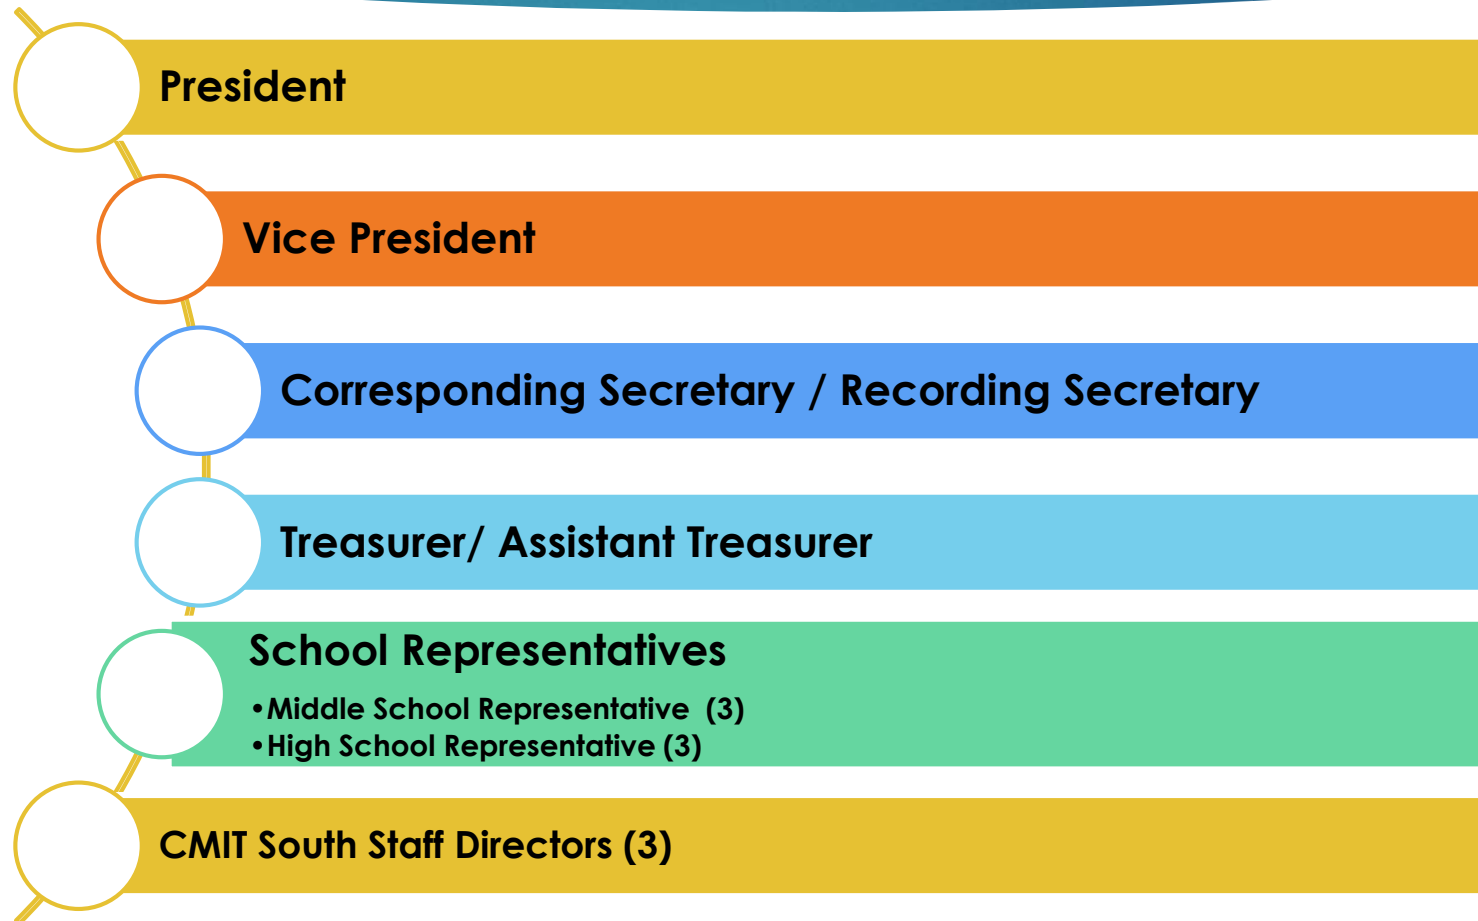 President
Vice President
Corresponding Secretary / Recording Secretary
Treasurer/ Assistant Treasurer
School Representatives
•Middle School Representative  (3)
•High School Representative (3)
CMIT South Staff Directors (3)